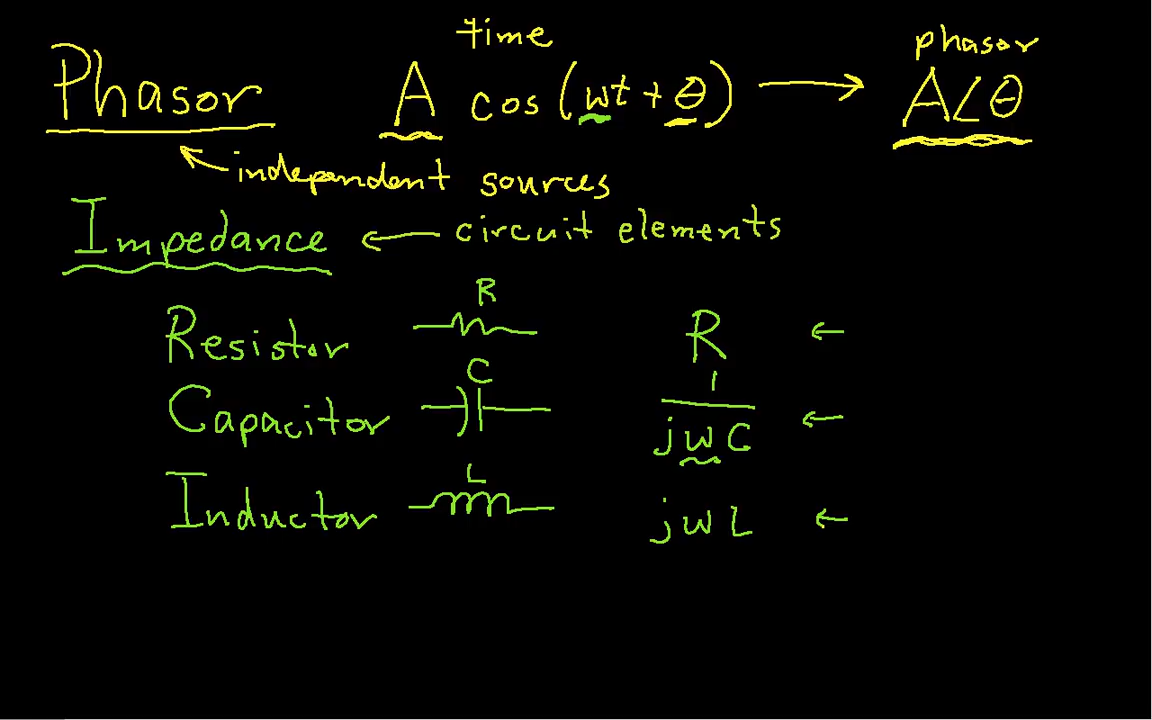 time
phasor
Phasor A cos(ωt + θ) → A∠θ
← independent sources
Impedance ← circuit elements
R
Resistor R ←
C
Capacitor 1/jωC ←
L
Inductor jωL ←